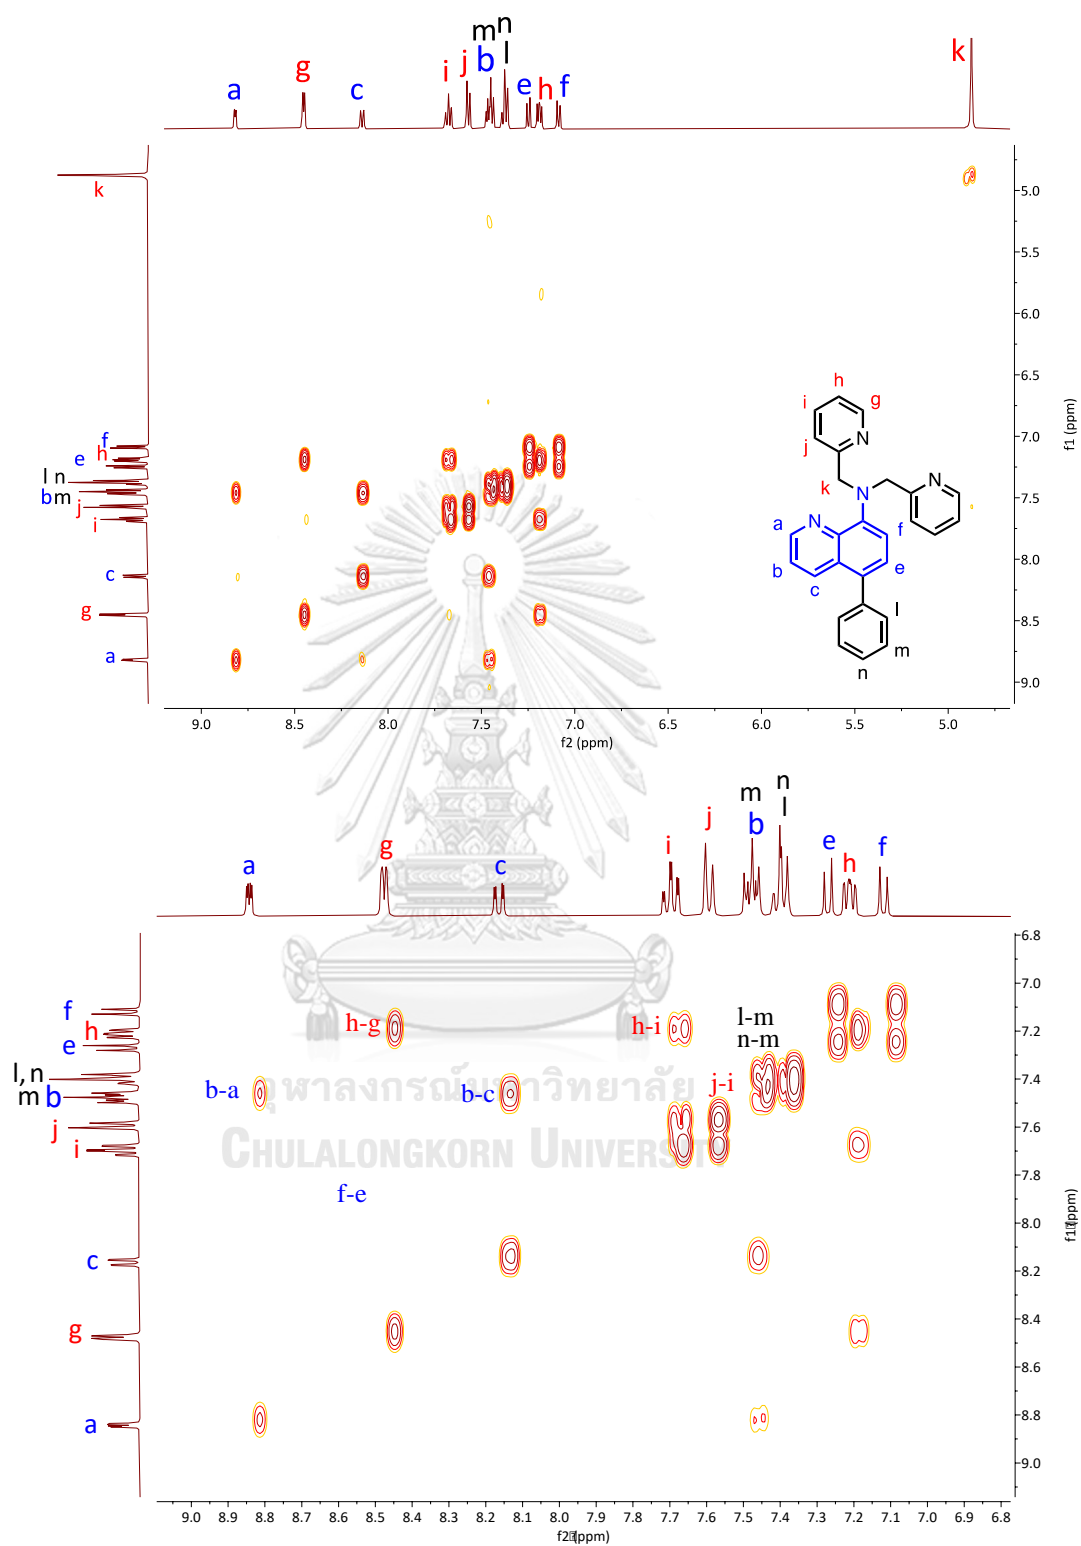 m n
a g c i j b l e h f k
k
f
h
e
l n
b m
j
i
c
g
a
5.0
5.5
6.0
6.5
7.0
7.5
8.0
8.5
9.0
f1 (ppm)
9.0 8.5 8.0 7.5 7.0 6.5 6.0 5.5 5.0
f2 (ppm)
h
i g
j N
k N
N
a N f
b e
c
l
m
n
m n
a g c i j b l e h f
f
h
e
l, n
m b
j
i
c
g
a
h-g h-i l-m
n-m
b-a b-c j-i
f-e
จุฬาลงกรณ์มหาวิทยาลัย
CHULALONGKORN UNIVERSITY
6.8
7.0
7.2
7.4
7.6
7.8
8.0
8.2
8.4
8.6
8.8
9.0
f1 (ppm)
9.0 8.9 8.8 8.7 8.6 8.5 8.4 8.3 8.2 8.1 8.0 7.9 7.8 7.7 7.6 7.5 7.4 7.3 7.2 7.1 7.0 6.9 6.8
f2 (ppm)